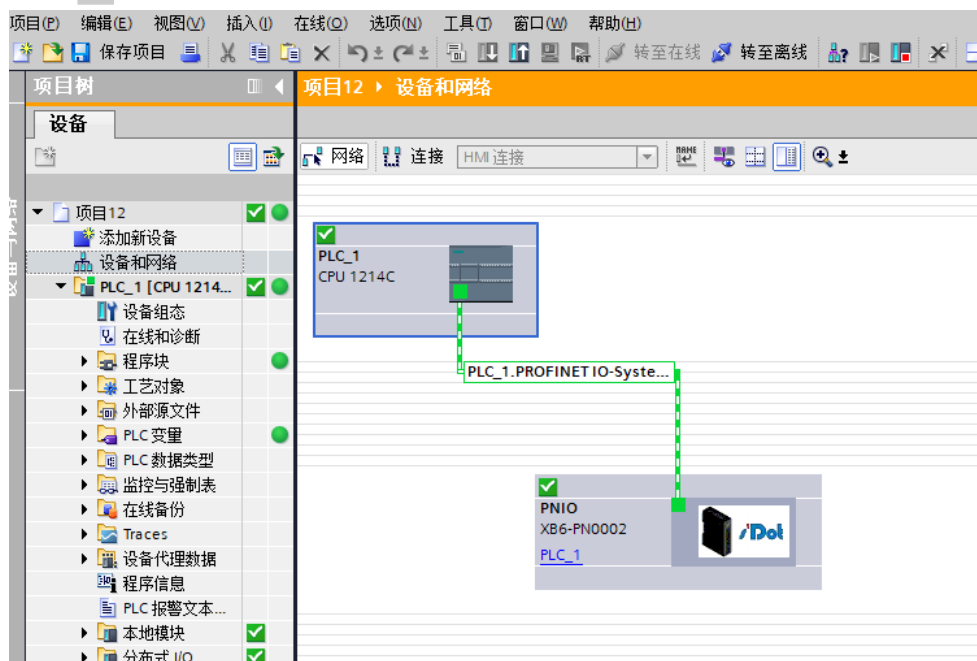 项目(P) 编辑(E) 视图(V) 插入(I) 在线(O) 选项(N) 工具(T) 窗口(W) 帮助(H)
保存项目 转至在线 转至离线
项目树
项目12 ▸ 设备和网络
设备
网络 连接 HMI 连接
项目12
添加新设备
设备和网络
PLC_1 [CPU 1214...
设备组态
在线和诊断
程序块
工艺对象
外部源文件
PLC 变量
PLC 数据类型
监控与强制表
在线备份
Traces
设备代理数据
程序信息
PLC 报警文本...
本地模块
分布式 I/O
PLC_1
CPU 1214C
PLC_1.PROFINET IO-Syste...
PNIO
XB6-PN0002
PLC_1